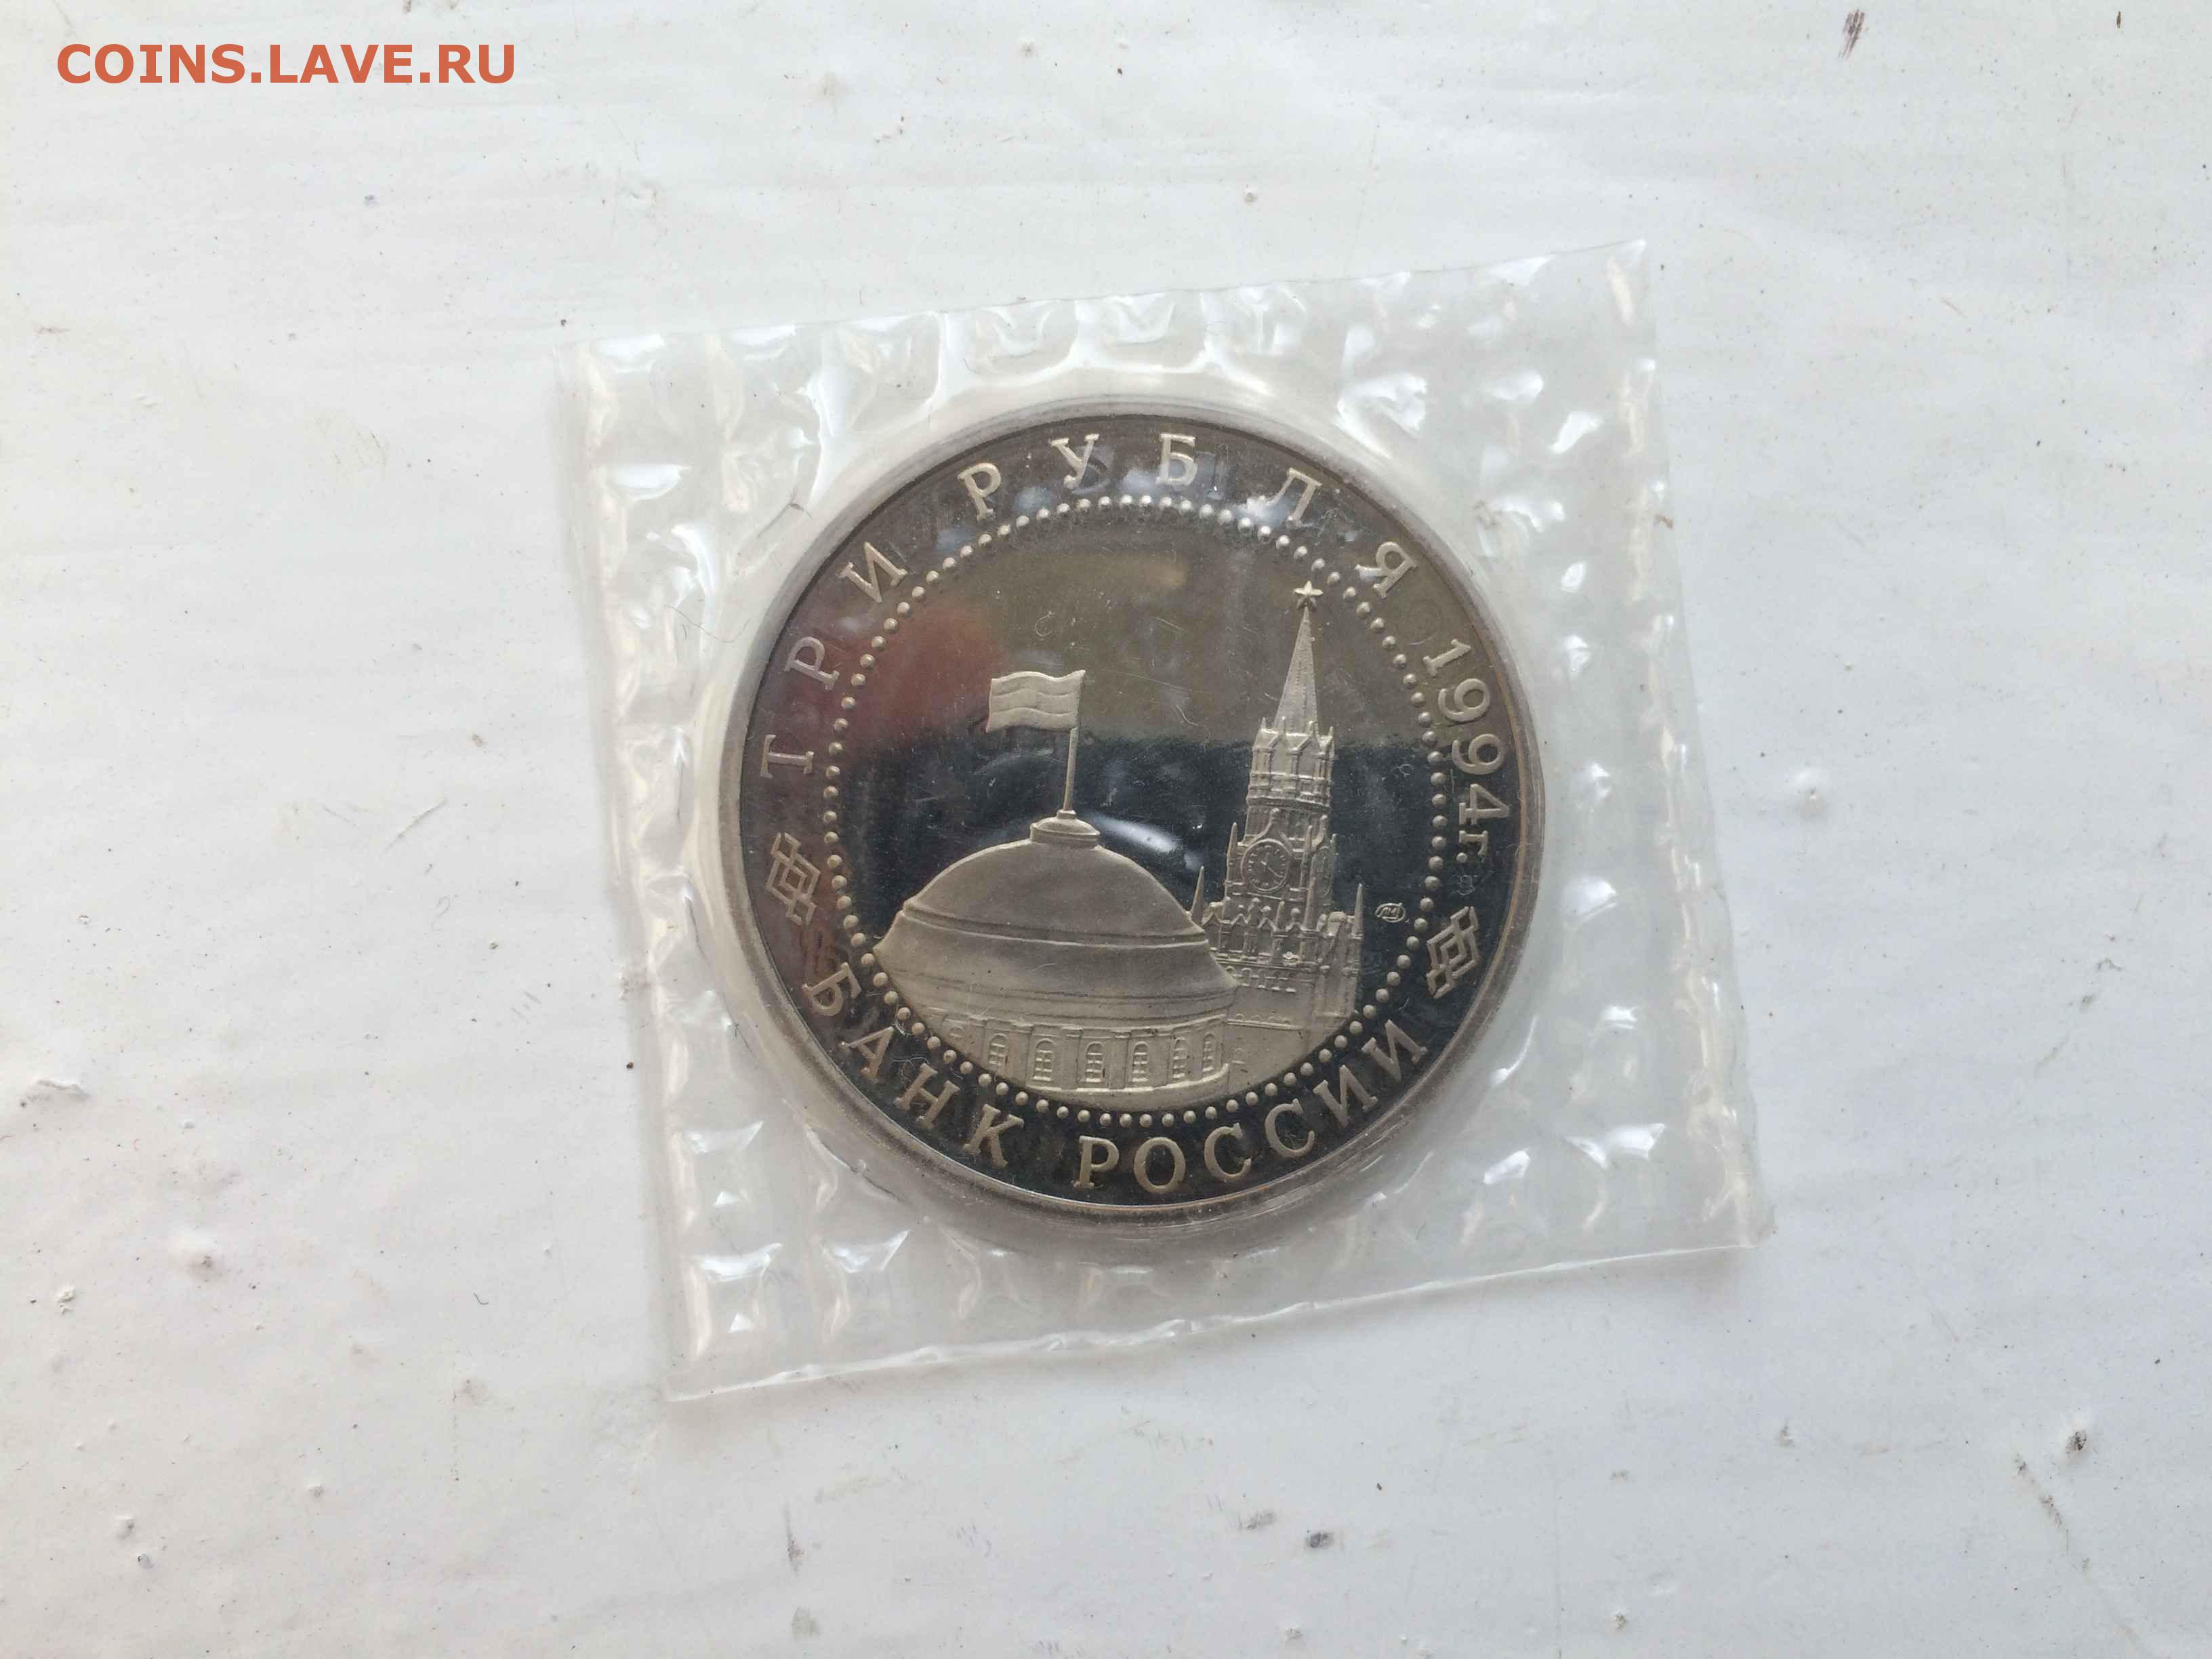 COINS.LAVE.RU
ТРИ РУБЛЯ 1994г.
БАНК РОССИИ